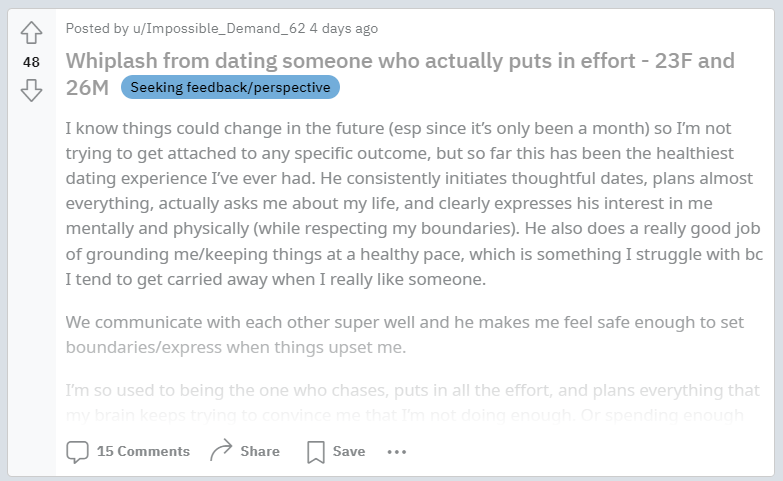 Posted by u/Impossible_Demand_62 4 days ago
48
Whiplash from dating someone who actually puts in effort - 23F and
26M Seeking feedback/perspective
I know things could change in the future (esp since it’s only been a month) so I’m not
trying to get attached to any specific outcome, but so far this has been the healthiest
dating experience I’ve ever had. He consistently initiates thoughtful dates, plans almost
everything, actually asks me about my life, and clearly expresses his interest in me
mentally and physically (while respecting my boundaries). He also does a really good job
of grounding me/keeping things at a healthy pace, which is something I struggle with bc
I tend to get carried away when I really like someone.
We communicate with each other super well and he makes me feel safe enough to set
boundaries/express when things upset me.
I’m so used to being the one who chases, puts in all the effort, and plans everything that
my brain keeps trying to convince me that I’m not doing enough. Or spending enough
15 Comments Share Save